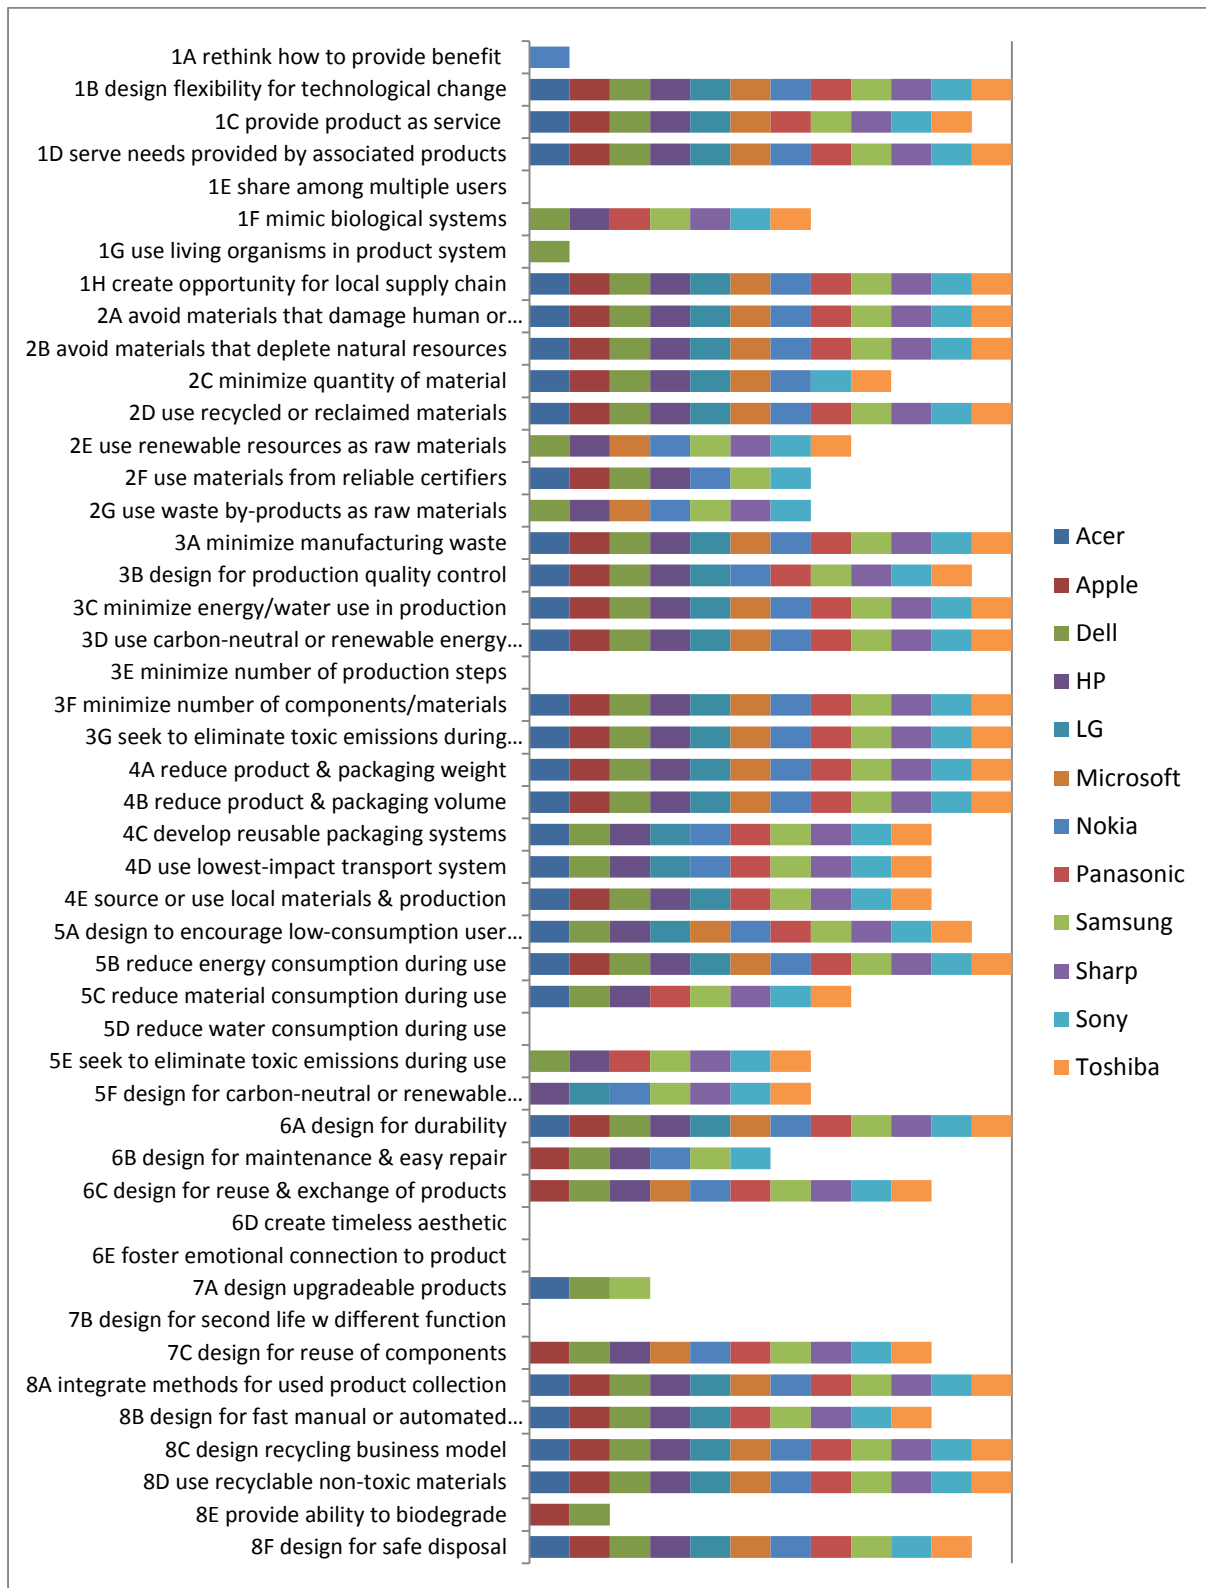 1A rethink how to provide benefit
1B design flexibility for technological change
1C provide product as service
1D serve needs provided by associated products
1E share among multiple users
1F mimic biological systems
1G use living organisms in product system
1H create opportunity for local supply chain
2A avoid materials that damage human or...
2B avoid materials that deplete natural resources
2C minimize quantity of material
2D use recycled or reclaimed materials
2E use renewable resources as raw materials
2F use materials from reliable certifiers
2G use waste by-products as raw materials
3A minimize manufacturing waste
3B design for production quality control
3C minimize energy/water use in production
3D use carbon-neutral or renewable energy...
3E minimize number of production steps
3F minimize number of components/materials
3G seek to eliminate toxic emissions during...
4A reduce product & packaging weight
4B reduce product & packaging volume
4C develop reusable packaging systems
4D use lowest-impact transport system
4E source or use local materials & production
5A design to encourage low-consumption user...
5B reduce energy consumption during use
5C reduce material consumption during use
5D reduce water consumption during use
5E seek to eliminate toxic emissions during use
5F design for carbon-neutral or renewable...
6A design for durability
6B design for maintenance & easy repair
6C design for reuse & exchange of products
6D create timeless aesthetic
6E foster emotional connection to product
7A design upgradeable products
7B design for second life w different function
7C design for reuse of components
8A integrate methods for used product collection
8B design for fast manual or automated...
8C design recycling business model
8D use recyclable non-toxic materials
8E provide ability to biodegrade
8F design for safe disposal
Acer
Apple
Dell
HP
LG
Microsoft
Nokia
Panasonic
Samsung
Sharp
Sony
Toshiba